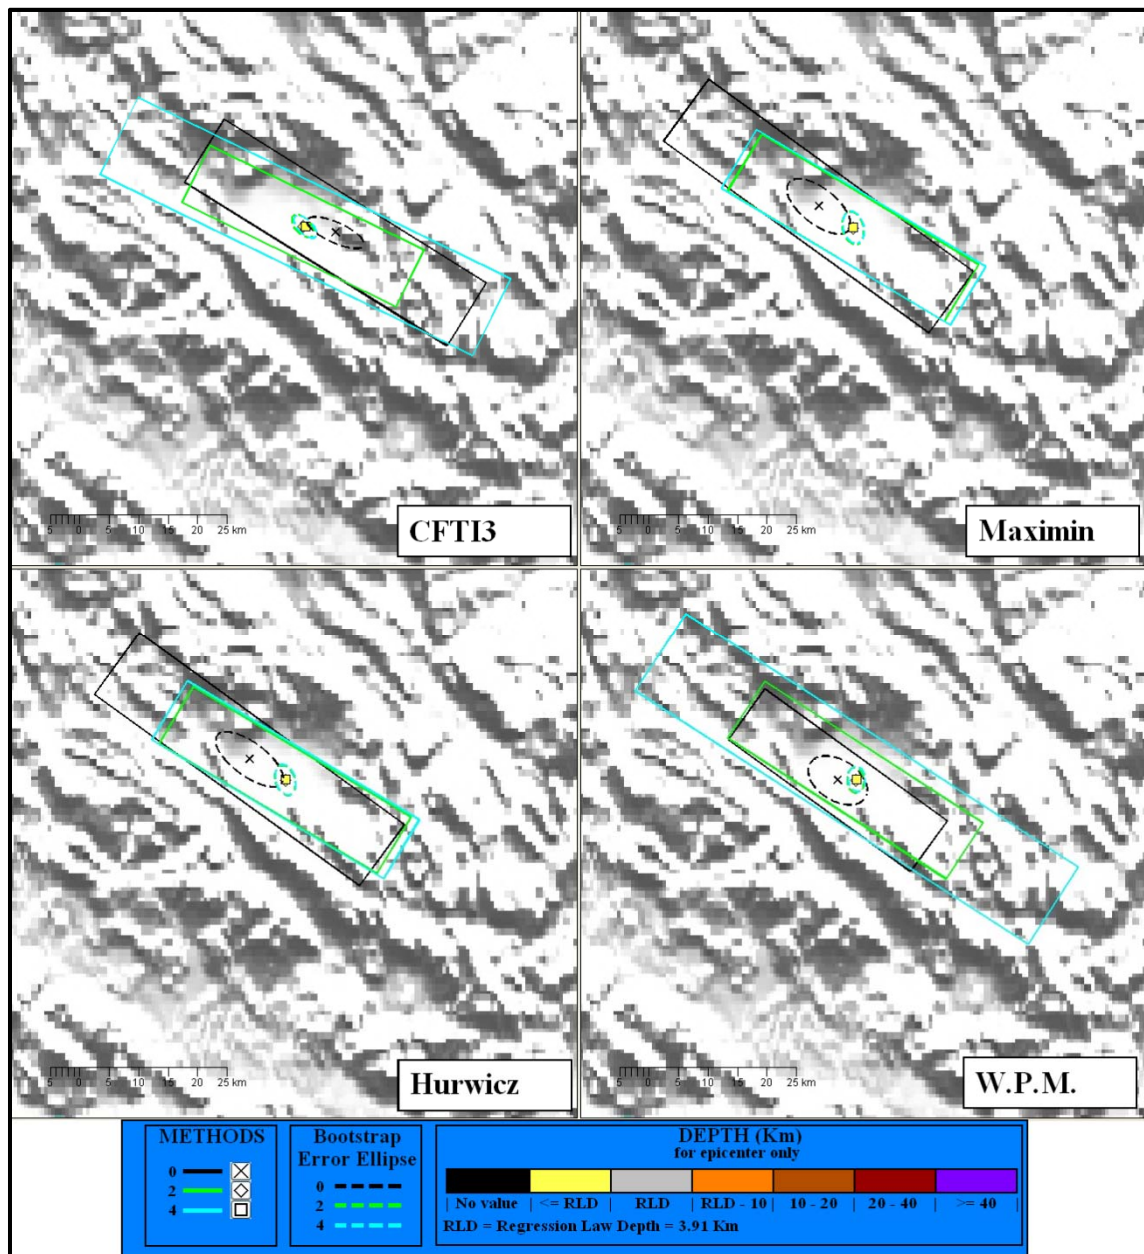 5 0 5 10 15 20 25 km
CFTI3
5 0 5 10 15 20 25 km
Maximin
5 0 5 10 15 20 25 km
Hurwicz
5 0 5 10 15 20 25 km
W.P.M.
METHODS
0
2
4
Bootstrap
Error Ellipse
0
2
4
DEPTH (Km)
for epicenter only
| No value | <= RLD | RLD | RLD - 10 | 10 - 20 | 20 - 40 | >= 40 |
RLD = Regression Law Depth = 3.91 Km